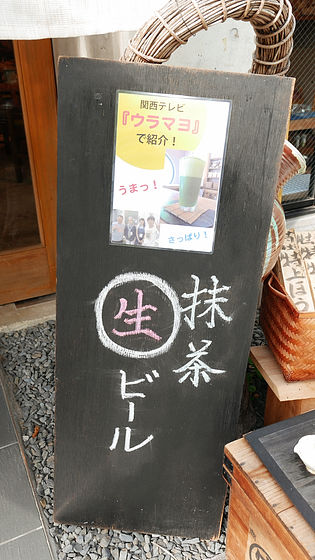 関西テレビ
『ウラマヨ』
で紹介！
うまっ！
さっぱり！
抹茶
生ビール